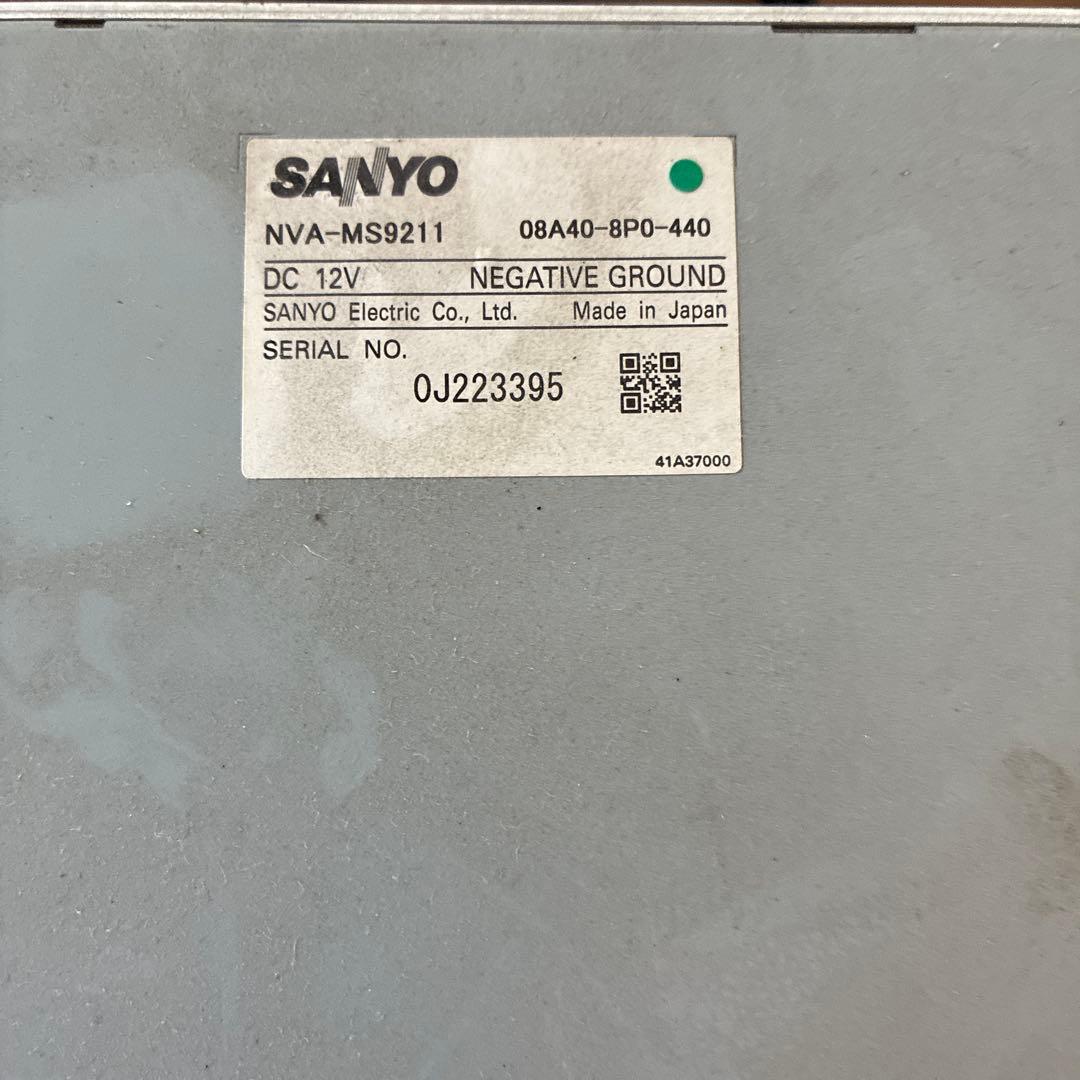 SANYO
NVA-MS9211 08A40-8P0-440
DC 12V NEGATIVE GROUND
SANYO Electric Co., Ltd. Made in Japan
SERIAL NO.
0J223395
41A37000